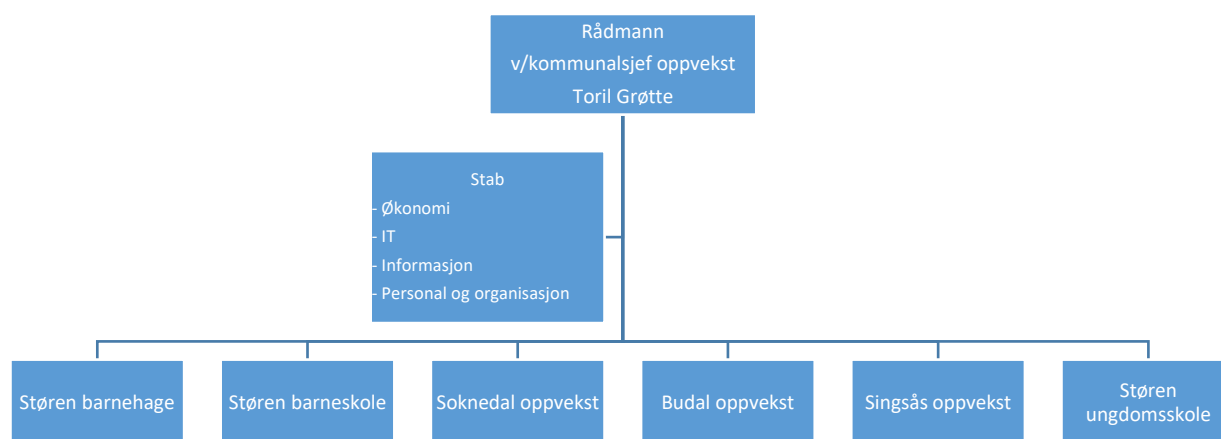 Rådmann
v/kommunalsjef oppvekst
Toril Grøtte
Stab
- Økonomi
- IT
- Informasjon
- Personal og organisasjon
Støren barnehage
Støren barneskole
Soknedal oppvekst
Budal oppvekst
Singsås oppvekst
Støren
ungdomsskole